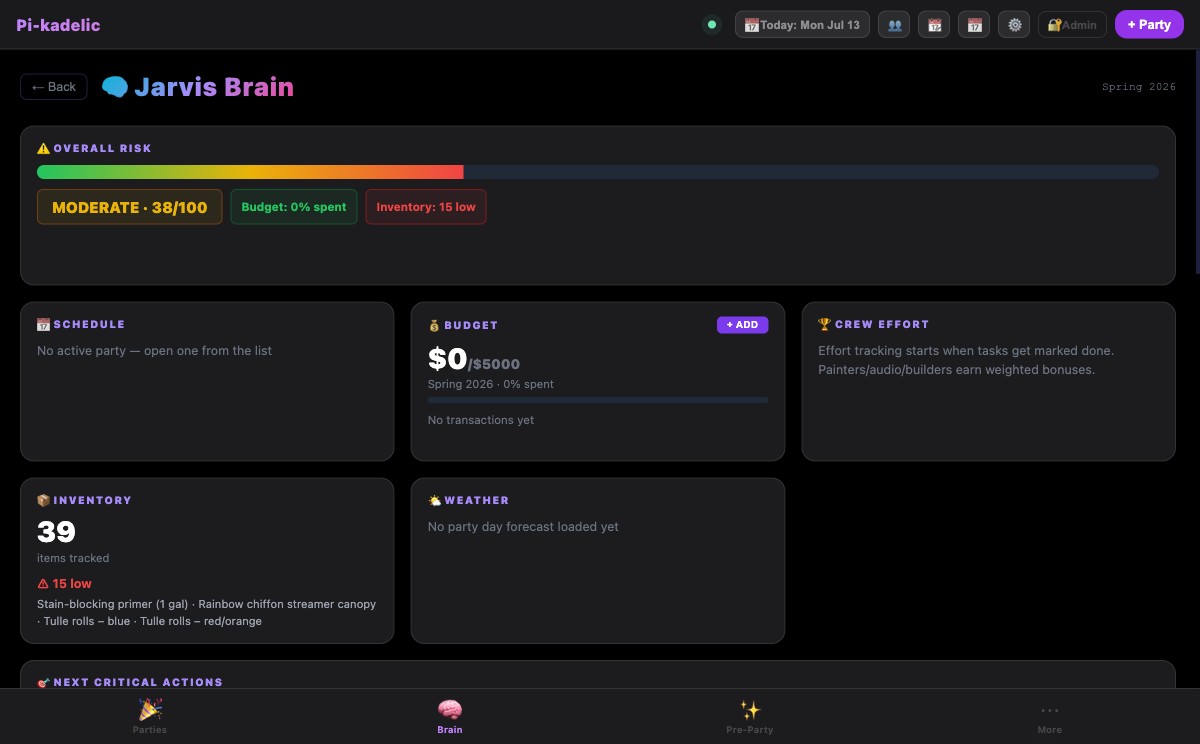 Pi-kadelic
Today: Mon Jul 13
Admin
+ Party
← Back
Jarvis Brain
Spring 2026
OVERALL RISK
MODERATE · 38/100
Budget: 0% spent
Inventory: 15 low
SCHEDULE
No active party — open one from the list
BUDGET
+ ADD
$0/$5000
Spring 2026 · 0% spent
No transactions yet
CREW EFFORT
Effort tracking starts when tasks get marked done.
Painters/audio/builders earn weighted bonuses.
INVENTORY
39
items tracked
⚠ 15 low
Stain-blocking primer (1 gal) · Rainbow chiffon streamer canopy
· Tulle rolls – blue · Tulle rolls – red/orange
WEATHER
No party day forecast loaded yet
NEXT CRITICAL ACTIONS
Parties
Brain
Pre-Party
More